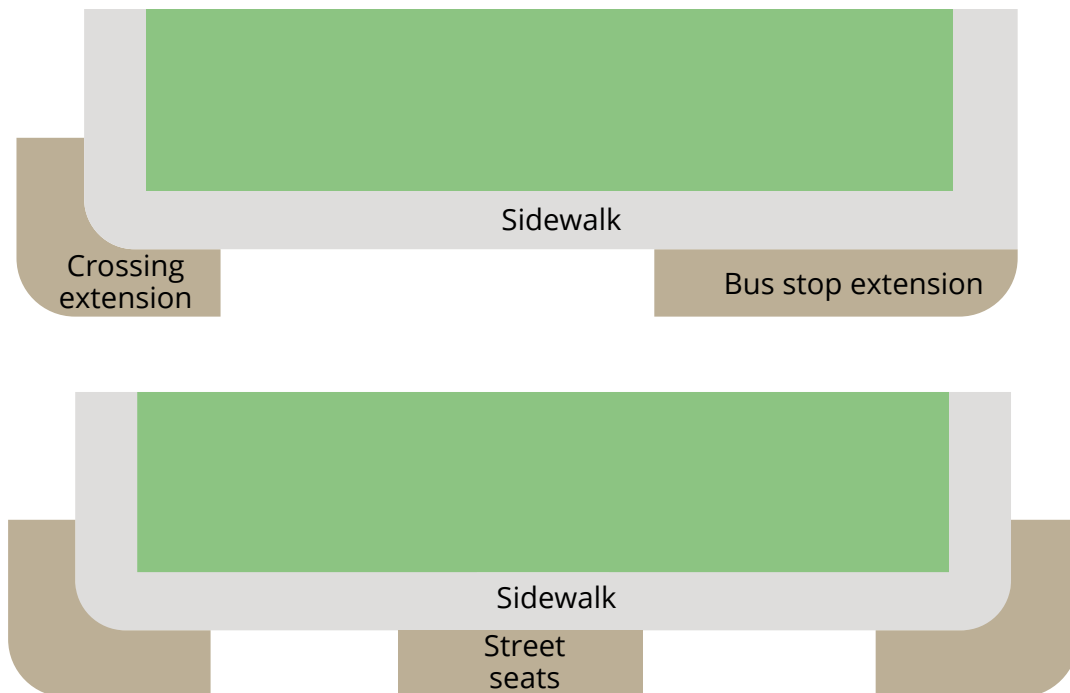 Sidewalk
Crossing
extension
Bus stop extension
Sidewalk
Street
seats